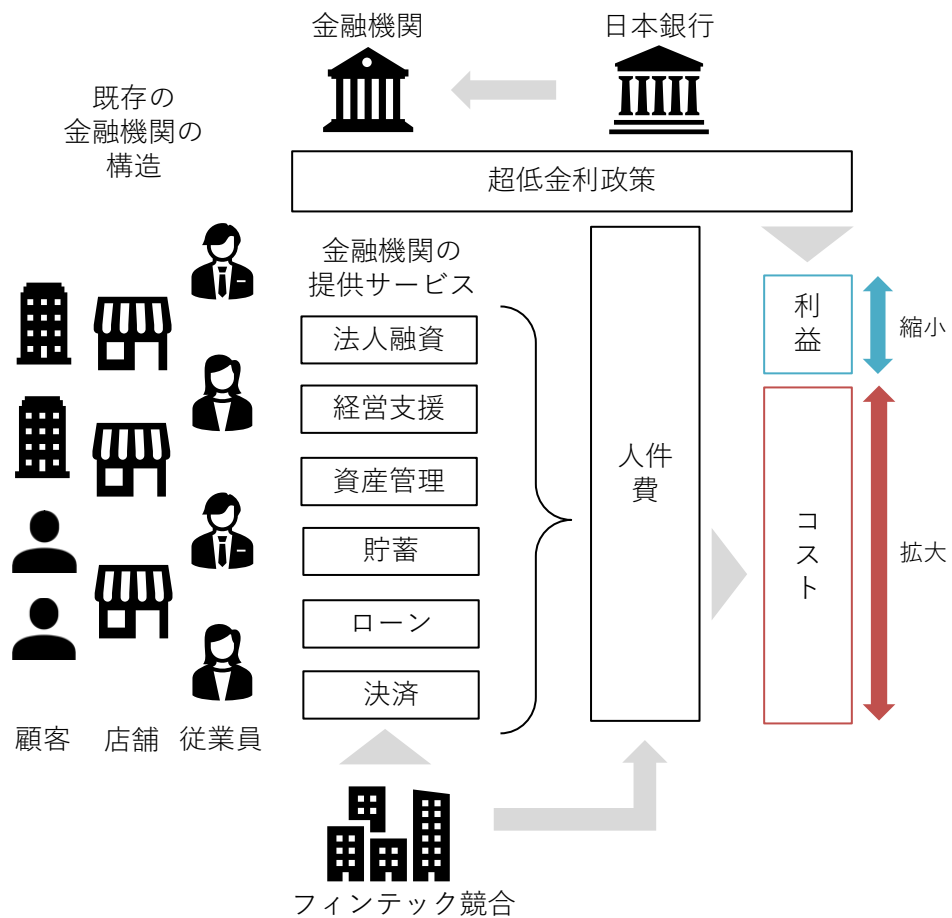 金融機関
日本銀行
既存の
金融機関の
構造
超低金利政策
金融機関の
提供サービス
法人融資
経営支援
資産管理
貯蓄
ローン
決済
人件
費
利
益
縮小
コ
ス
ト
拡大
顧客
店舗
従業員
フィンテック競合